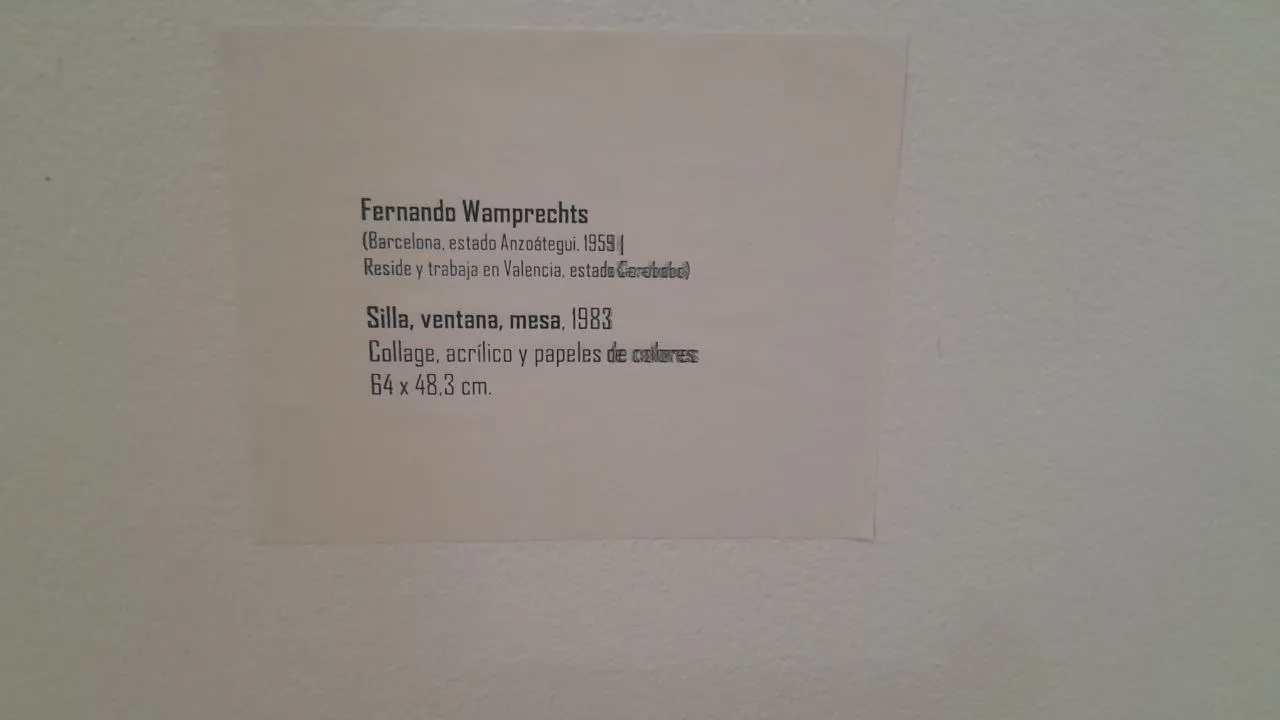 Fernando Wamprechts
(Barcelona, estado Anzoátegui. 1959 |
Reside y trabaja en Valencia, estado Carabobo)
Silla, ventana, mesa, 1983
Collage, acrílico y papeles de colores
64 x 48,3 cm.